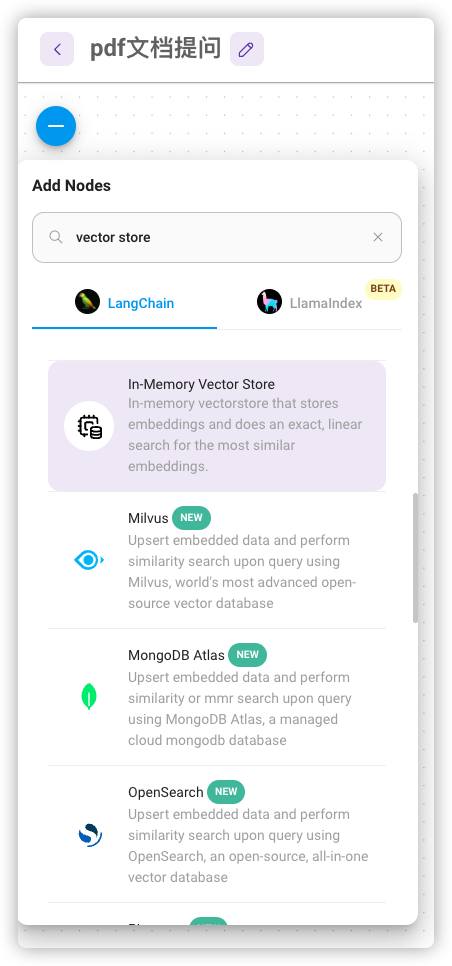 pdf文档提问
Add Nodes
vector store
LangChain
LlamaIndex
BETA
In-Memory Vector Store
In-memory vectorstore that stores
embeddings and does an exact, linear
search for the most similar
embeddings.
Milvus NEW
Upsert embedded data and perform
similarity search upon query using
Milvus, world's most advanced open-
source vector database
MongoDB Atlas NEW
Upsert embedded data and perform
similarity or mmr search upon query
using MongoDB Atlas, a managed
cloud mongodb database
OpenSearch NEW
Upsert embedded data and perform
similarity search upon query using
OpenSearch, an open-source, all-in-one
vector database